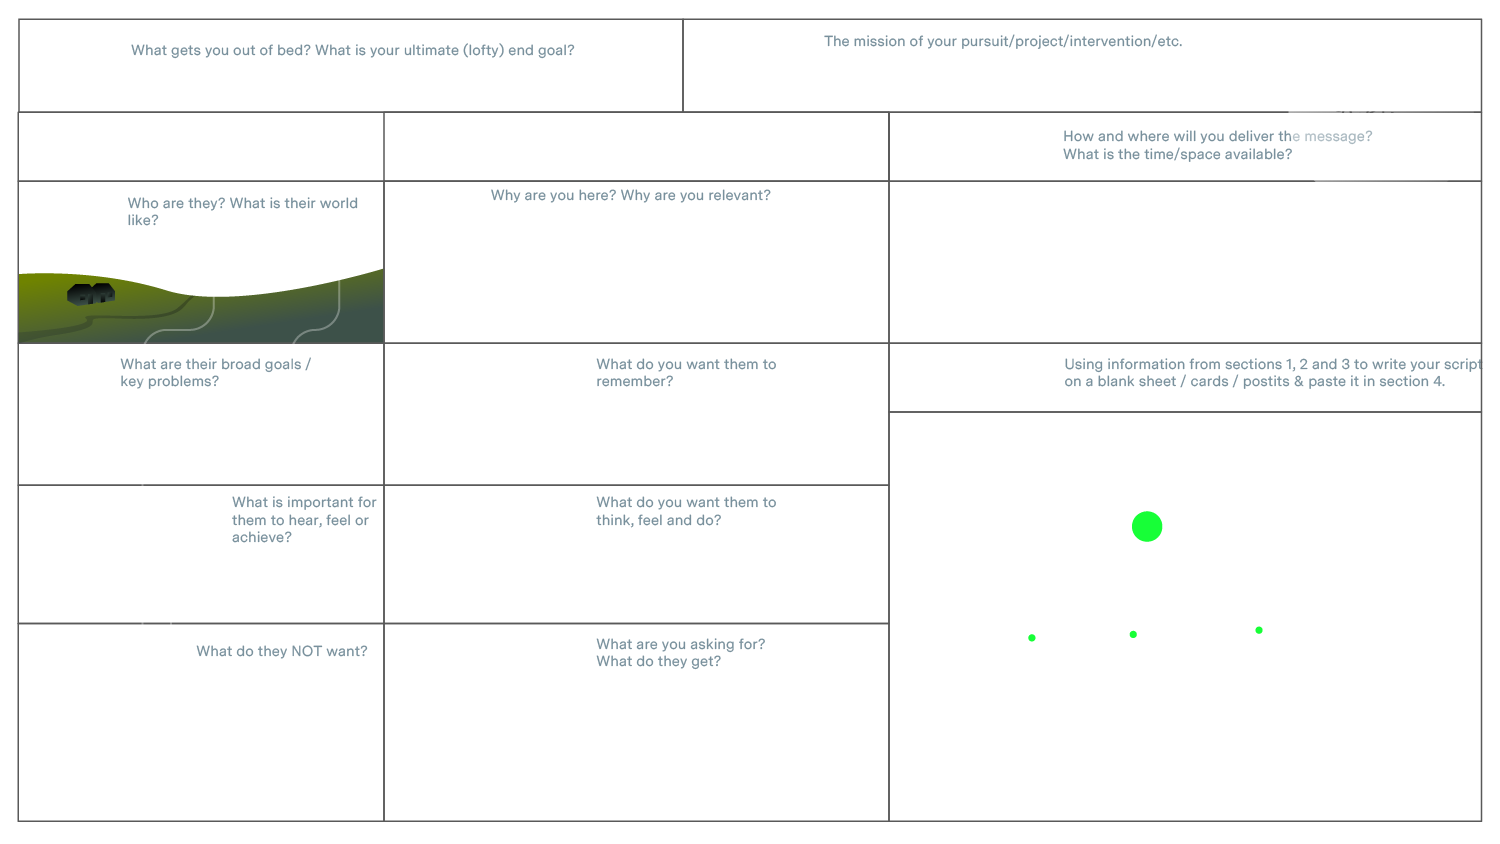 What gets you out of bed? What is your ultimate (lofty) end goal?
The mission of your pursuit/project/intervention/etc.
How and where will you deliver the message?
What is the time/space available?
Who are they? What is their world
like?
Why are you here? Why are you relevant?
What are their broad goals /
key problems?
What do you want them to
remember?
Using information from sections 1, 2 and 3 to write your script
on a blank sheet / cards / postits & paste it in section 4.
What is important for
them to hear, feel or
achieve?
What do you want them to
think, feel and do?
What do they NOT want?
What are you asking for?
What do they get?